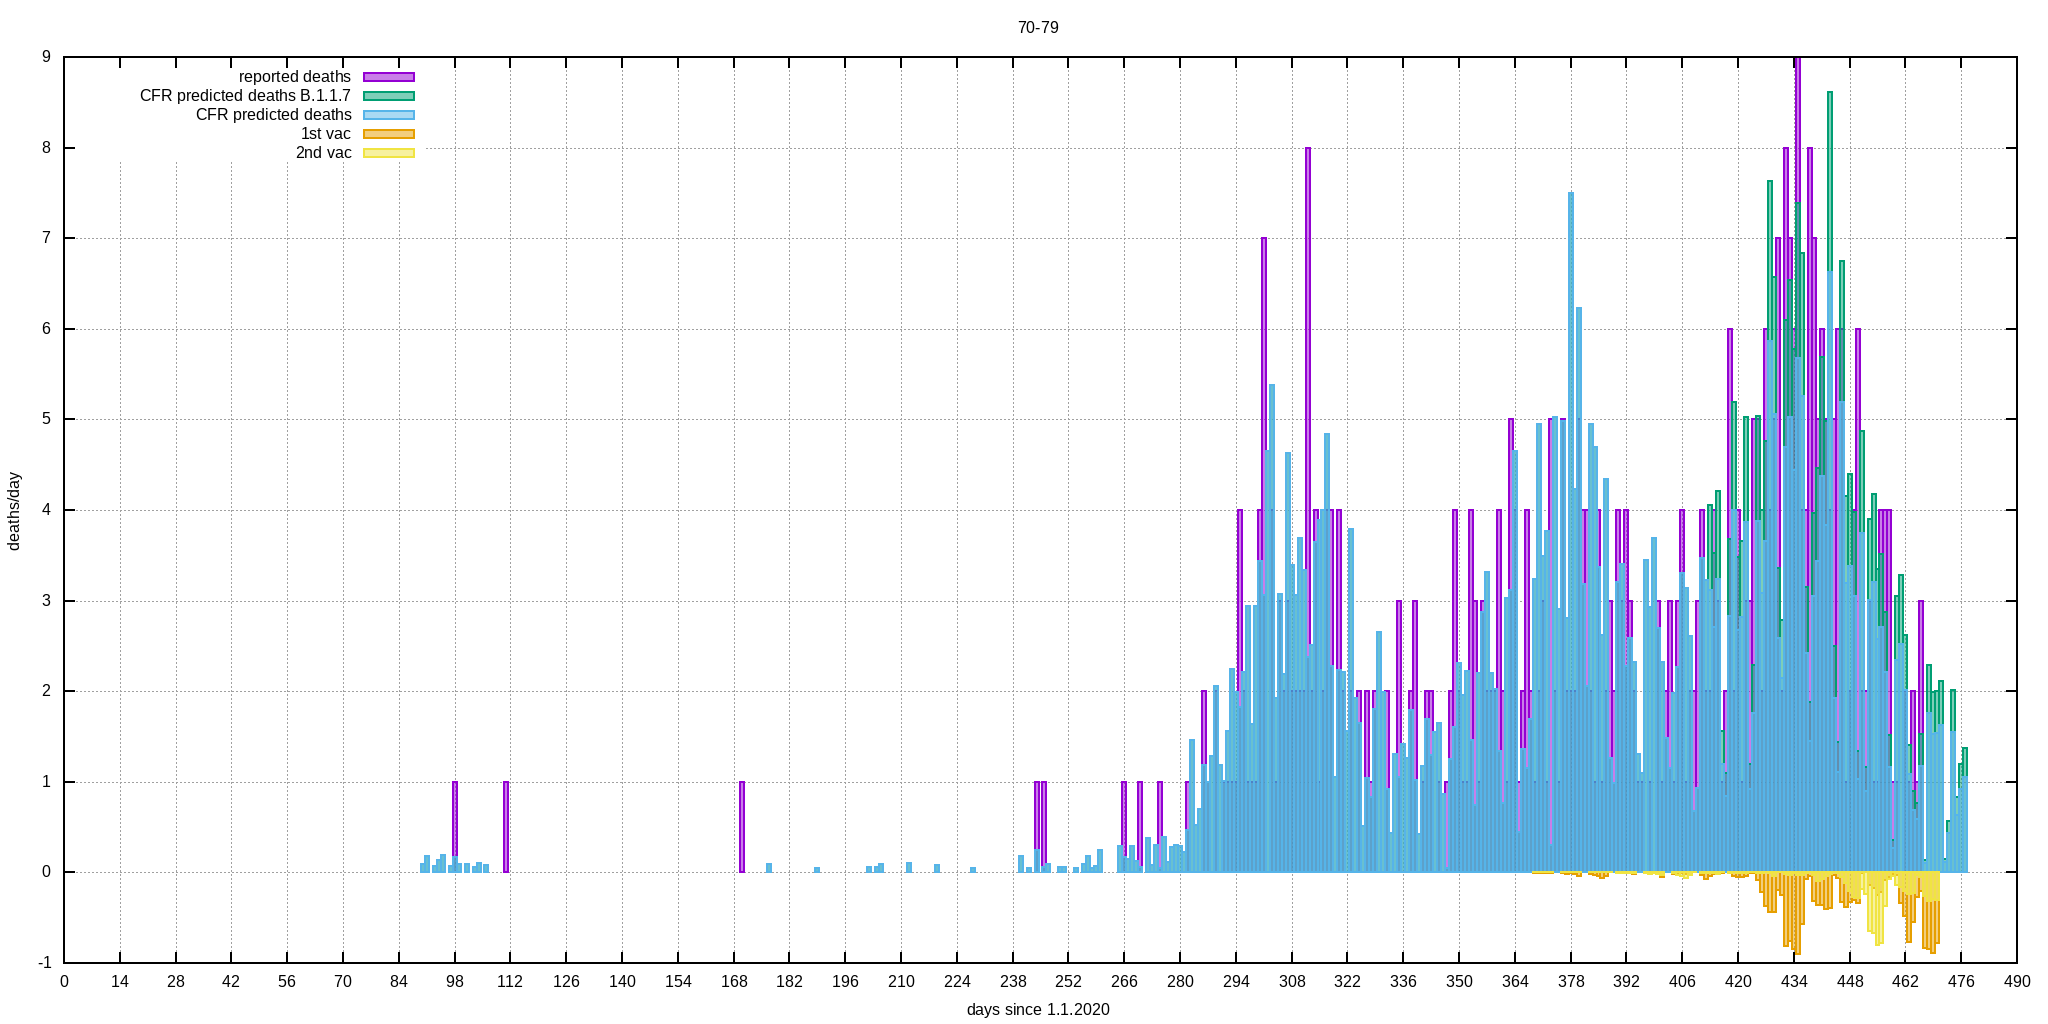 70-79
reported deaths
CFR predicted deaths B.1.1.7
CFR predicted deaths
1st vac
2nd vac
9
8
7
6
5
4
3
2
1
0
-1
deaths/day
0 14 28 42 56 70 84 98 112 126 140 154 168 182 196 210 224 238 252 266 280 294 308 322 336 350 364 378 392 406 420 434 448 462 476 490
days since 1.1.2020